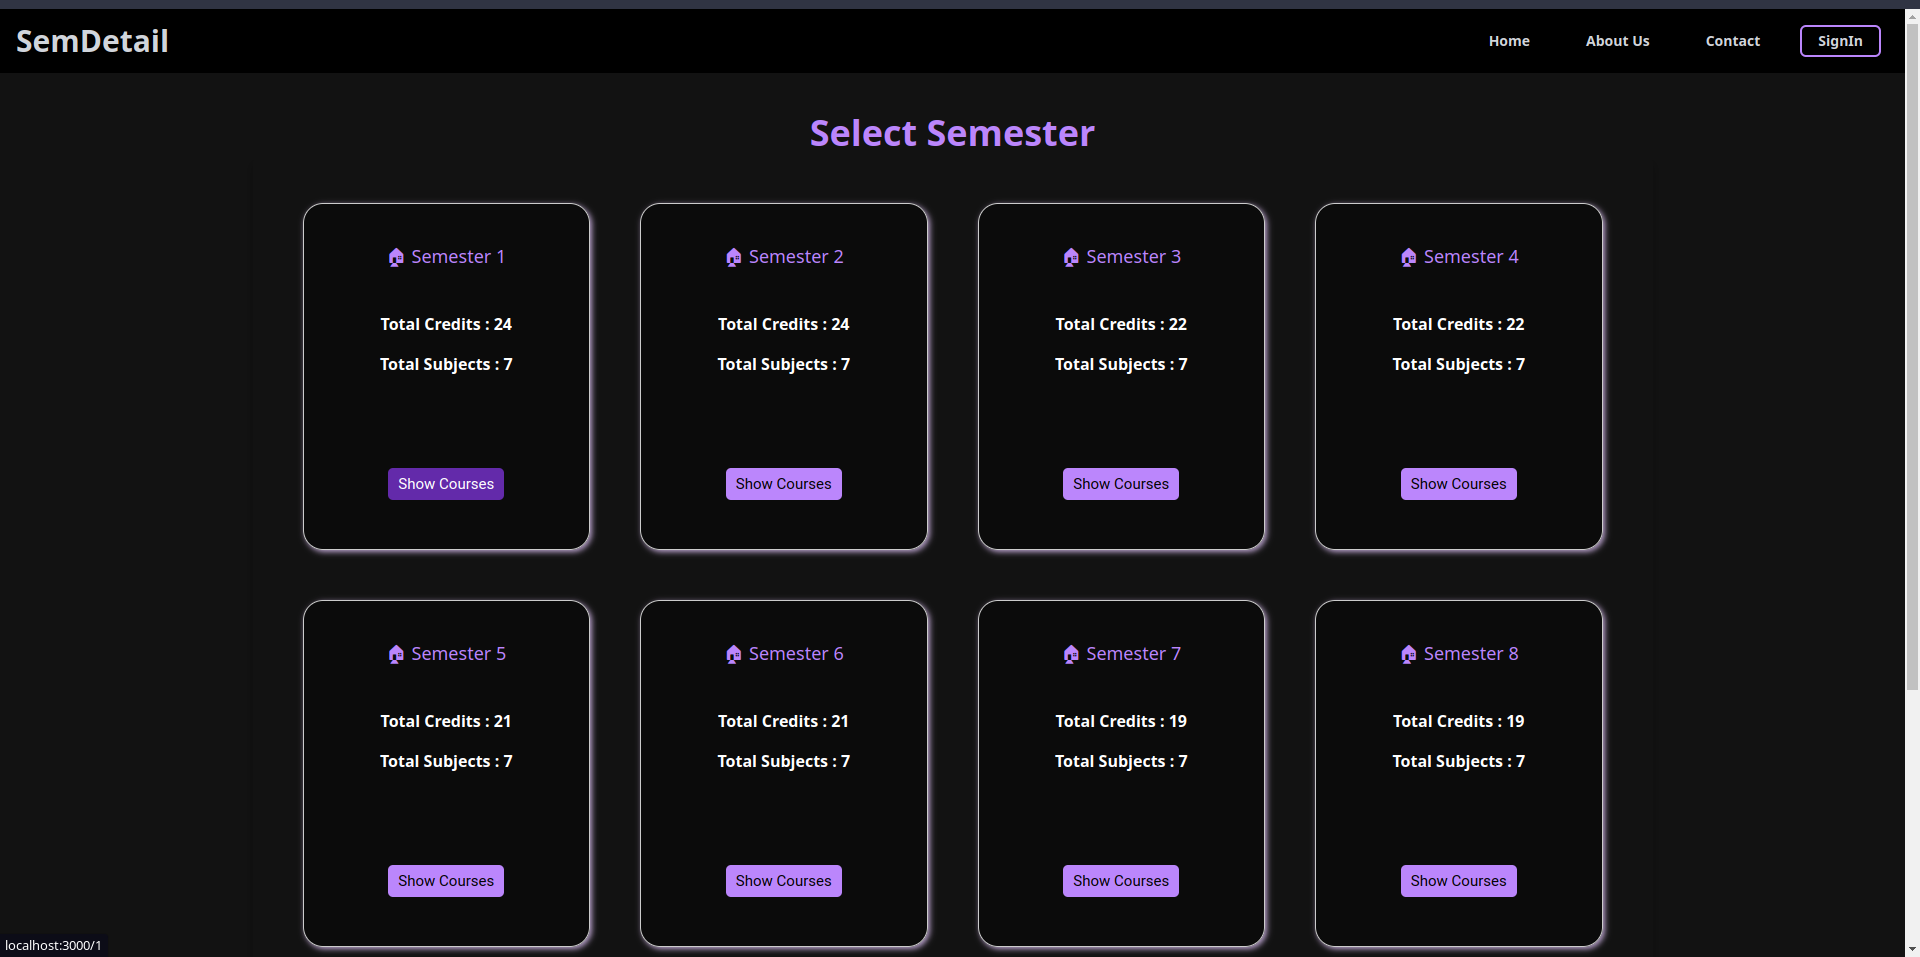 SemDetail
Home About Us Contact SignIn
Select Semester
Semester 1
Total Credits : 24
Total Subjects : 7
Show Courses
Semester 2
Total Credits : 24
Total Subjects : 7
Show Courses
Semester 3
Total Credits : 22
Total Subjects : 7
Show Courses
Semester 4
Total Credits : 22
Total Subjects : 7
Show Courses
Semester 5
Total Credits : 21
Total Subjects : 7
Show Courses
Semester 6
Total Credits : 21
Total Subjects : 7
Show Courses
Semester 7
Total Credits : 19
Total Subjects : 7
Show Courses
Semester 8
Total Credits : 19
Total Subjects : 7
Show Courses
localhost:3000/1